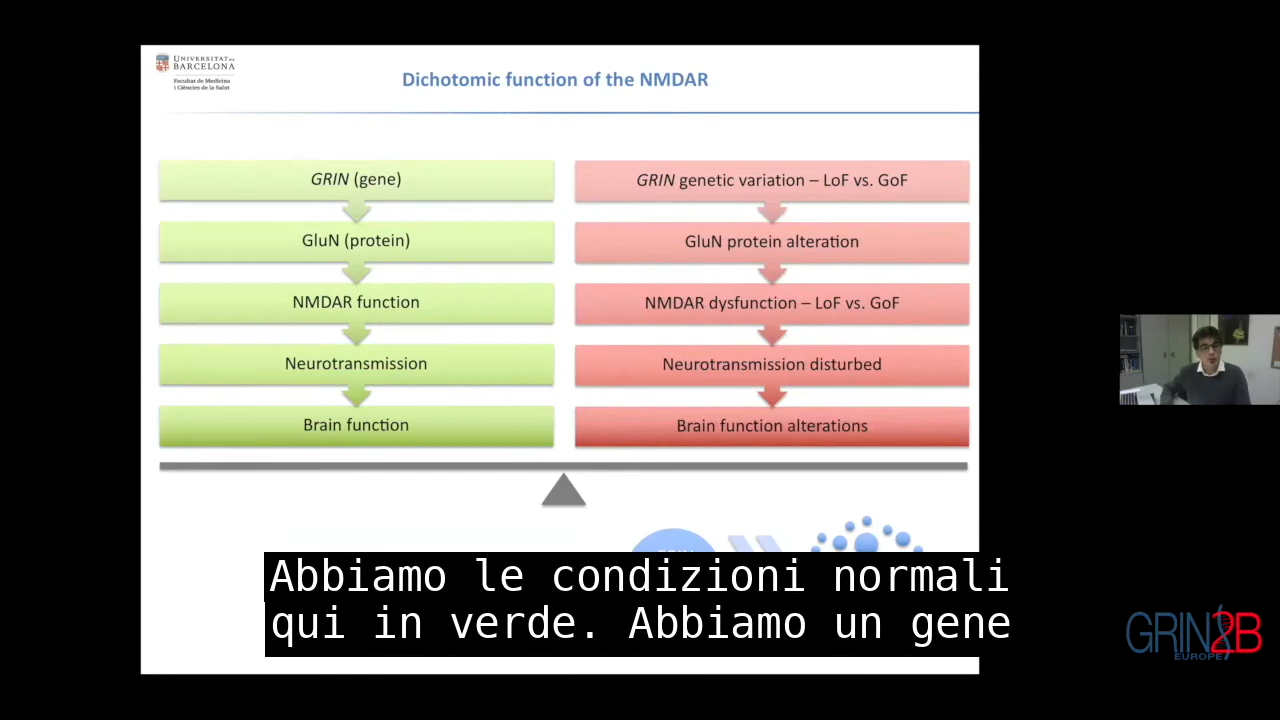 UNIVERSITAT DE
BARCELONA
Facultat de Medicina
i Ciències de la Salut
Dichotomic function of the NMDAR
GRIN (gene)
GluN (protein)
NMDAR function
Neurotransmission
Brain function
GRIN genetic variation – LoF vs. GoF
GluN protein alteration
NMDAR dysfunction – LoF vs. GoF
Neurotransmission disturbed
Brain function alterations
Abbiamo le condizioni normali
qui in verde. Abbiamo un gene
GRIN2B
EUROPE